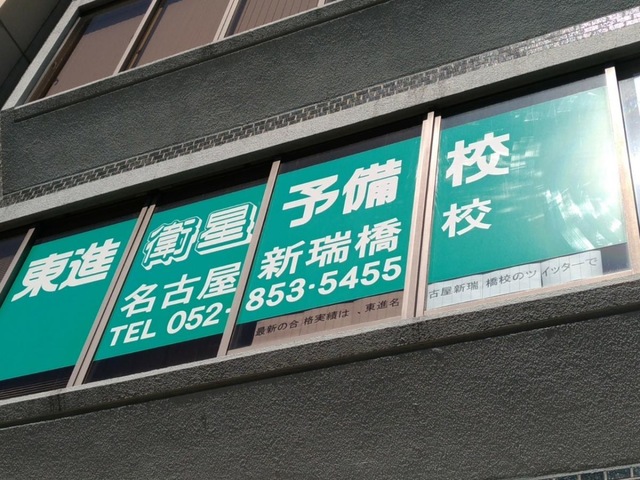 東進 衛星 予備 校
名古屋 新瑞橋 校
TEL 052-853-5455
最新の合格実績は、東進名古屋新瑞橋校のツイッターで